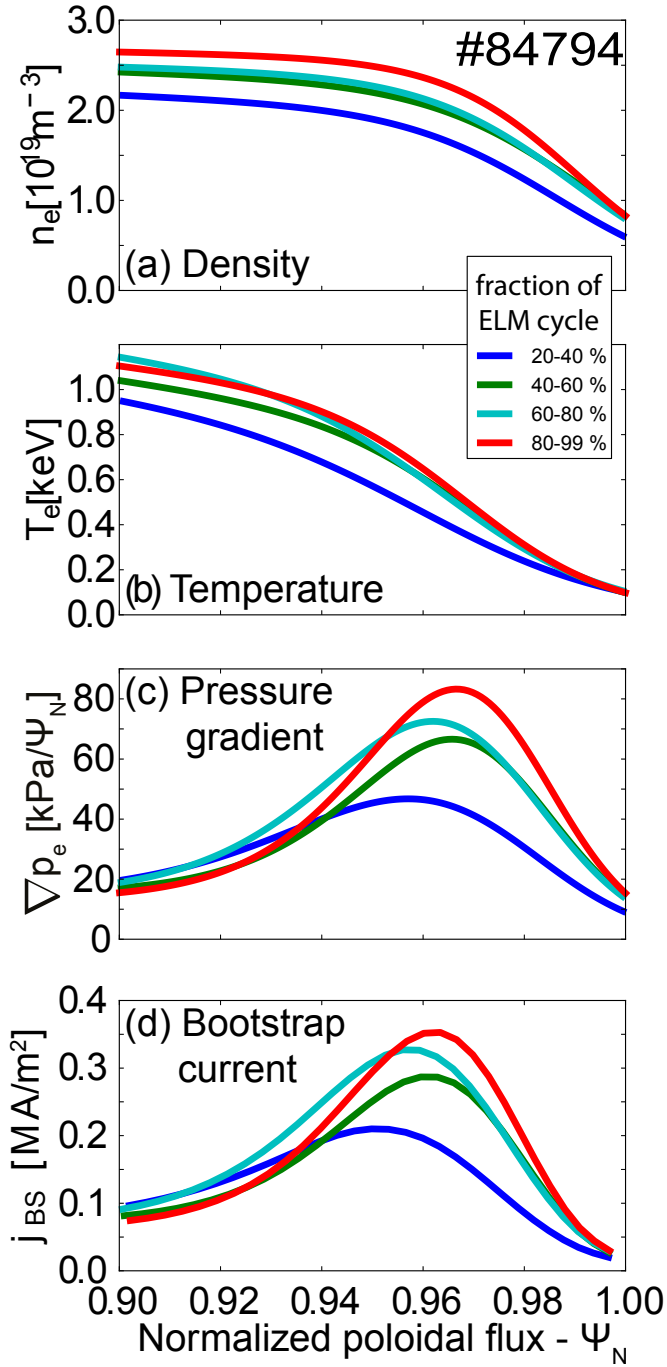 #84794
3.0
2.0
1.0
0.0
n_e[10^19 m^−3]
(a) Density
fraction of
ELM cycle
20-40 %
40-60 %
60-80 %
80-99 %
1.0
0.8
0.6
0.4
0.2
0.0
T_e[keV]
(b) Temperature
80
60
40
20
0
∇p_e [kPa/Ψ_N]
(c) Pressure
gradient
0.4
0.3
0.2
0.1
0.0
j_BS [MA/m²]
(d) Bootstrap
current
0.90 0.92 0.94 0.96 0.98 1.00
Normalized poloidal flux - Ψ_N